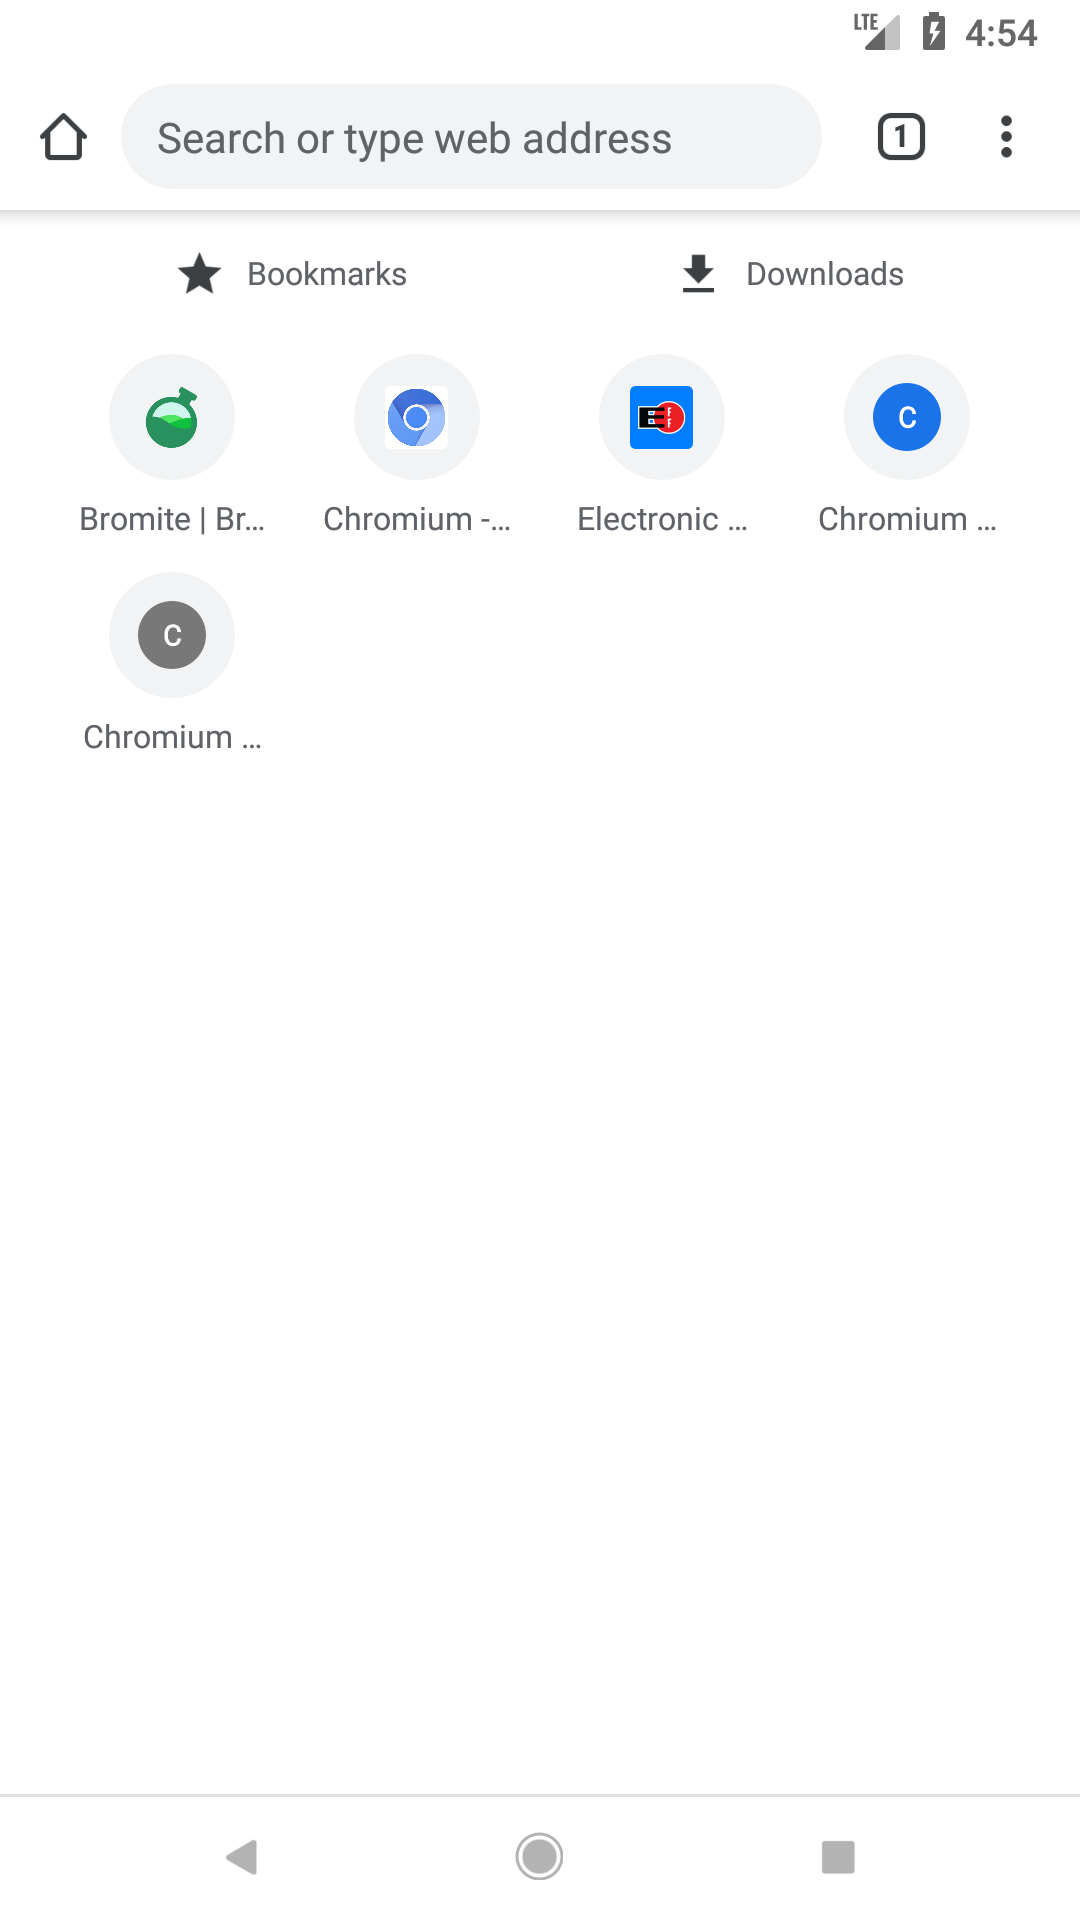 LTE 4:54
Search or type web address 1
Bookmarks Downloads
E F F C
Bromite | Br... Chromium -... Electronic ... Chromium ...
C
Chromium ...